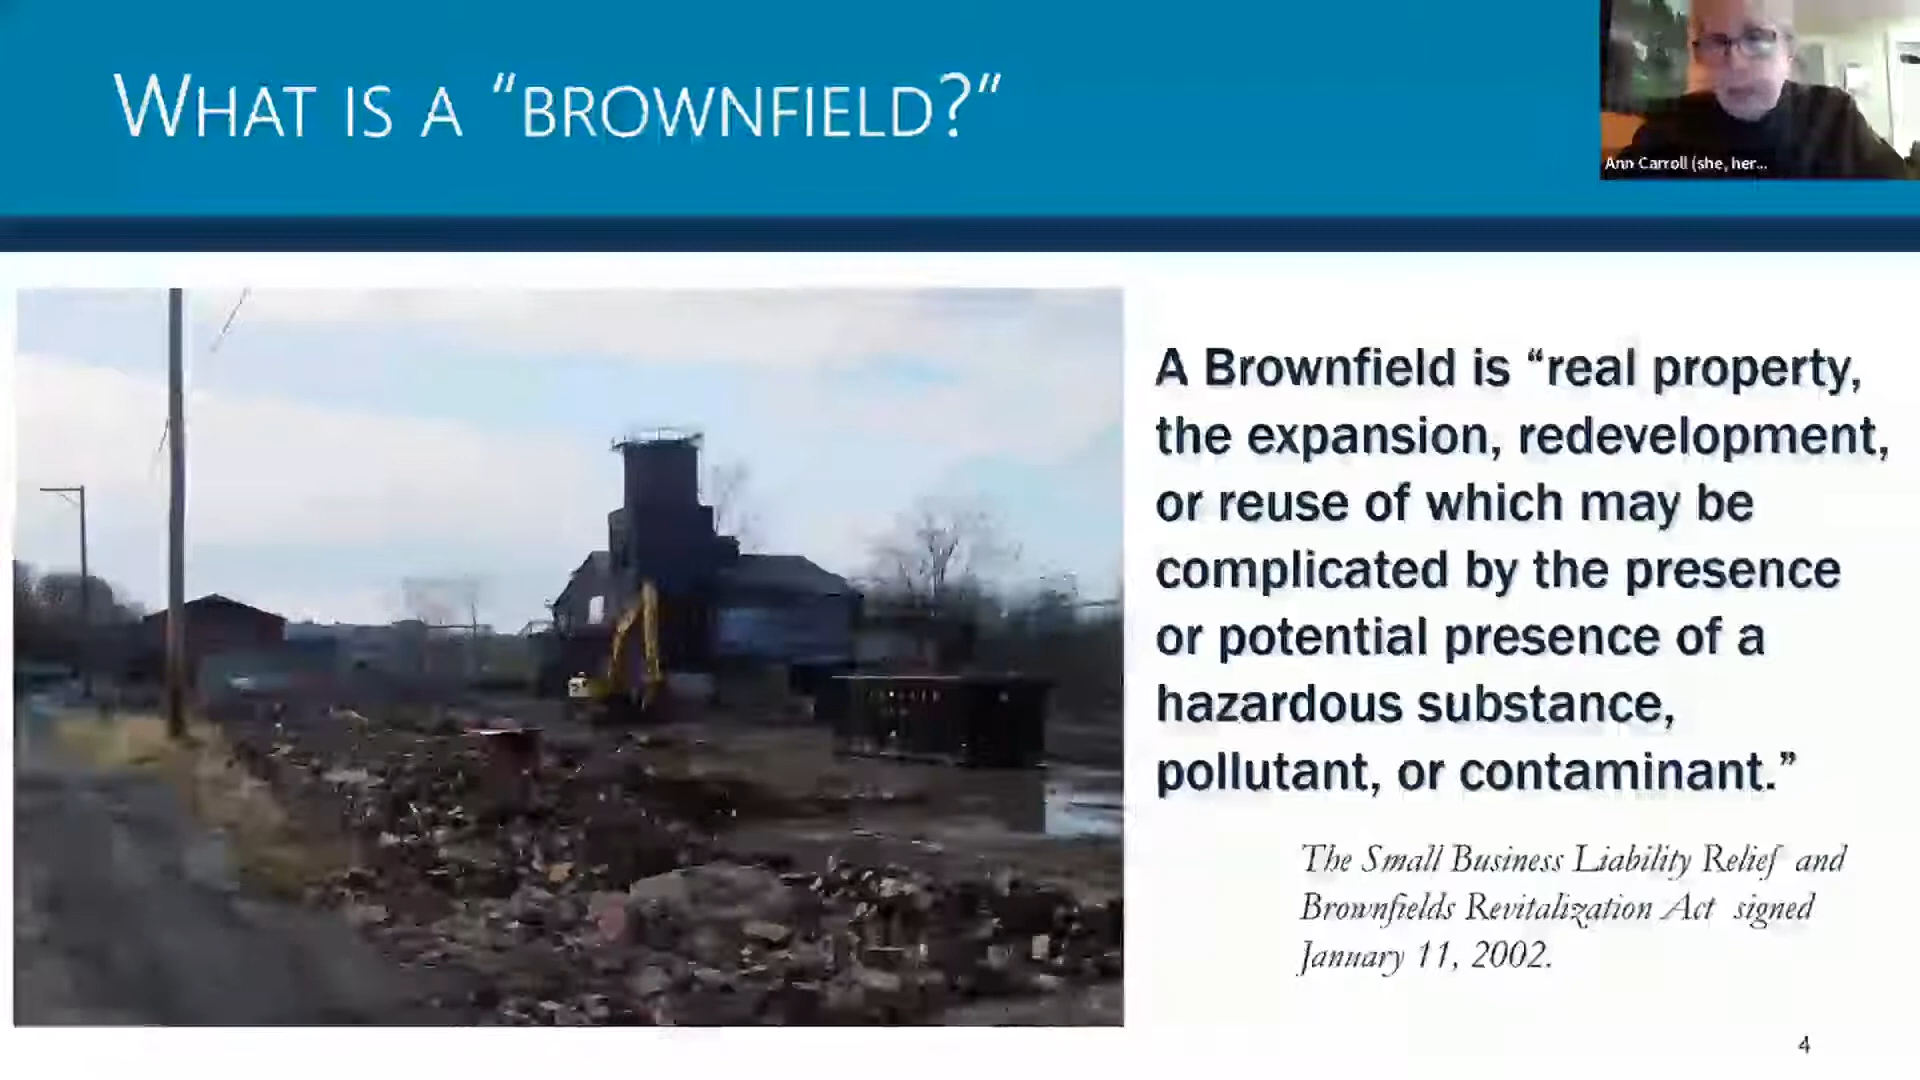 WHAT IS A “BROWNFIELD?“
Ann Carroll (she, her...
A Brownfield is “real property,
the expansion, redevelopment,
or reuse of which may be
complicated by the presence
or potential presence of a
hazardous substance,
pollutant, or contaminant.”
The Small Business Liability Relief and
Brownfields Revitalization Act signed
January 11, 2002.
4